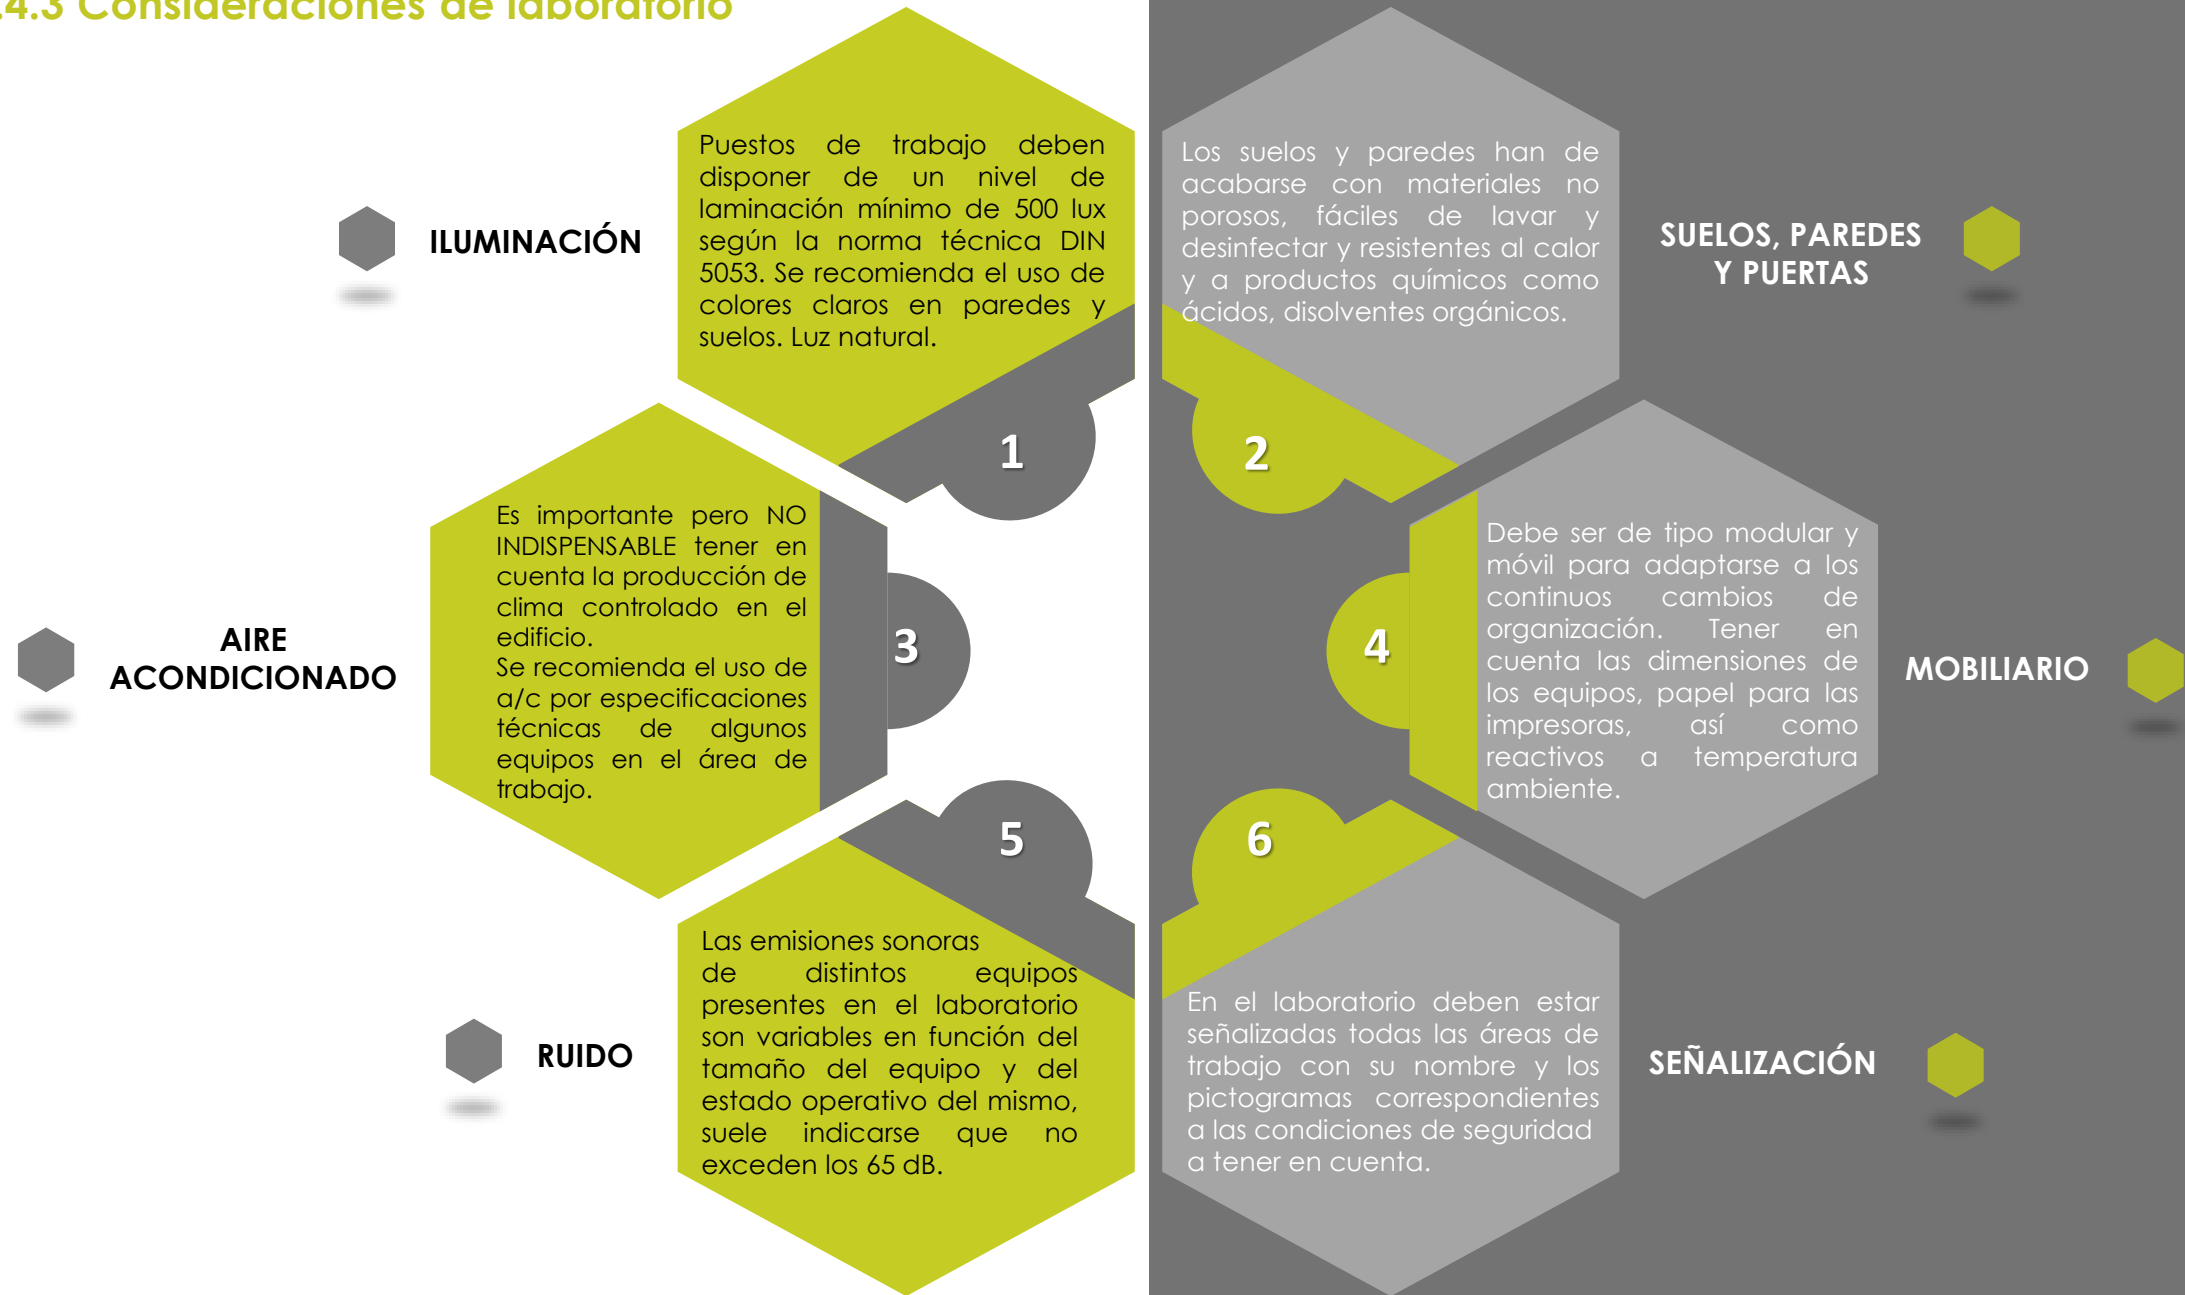 .4.3 Consideraciones de laboratorio
ILUMINACIÓN
Puestos de trabajo deben
disponer de un nivel de
laminación mínimo de 500 lux
según la norma técnica DIN
5053. Se recomienda el uso de
colores claros en paredes y
suelos. Luz natural.
1
Los suelos y paredes han de
acabarse con materiales no
porosos, fáciles de lavar y
desinfectar y resistentes al calor
y a productos químicos como
ácidos, disolventes orgánicos.
SUELOS, PAREDES
Y PUERTAS
2
AIRE
ACONDICIONADO
Es importante pero NO
INDISPENSABLE tener en
cuenta la producción de
clima controlado en el
edificio.
Se recomienda el uso de
a/c por especificaciones
técnicas de algunos
equipos en el área de
trabajo.
3
4
Debe ser de tipo modular y
móvil para adaptarse a los
continuos cambios de
organización. Tener en
cuenta las dimensiones de
los equipos, papel para las
impresoras, así como
reactivos a temperatura
ambiente.
MOBILIARIO
5
RUIDO
Las emisiones sonoras
de distintos equipos
presentes en el laboratorio
son variables en función del
tamaño del equipo y del
estado operativo del mismo,
suele indicarse que no
exceden los 65 dB.
6
En el laboratorio deben estar
señalizadas todas las áreas de
trabajo con su nombre y los
pictogramas correspondientes
a las condiciones de seguridad
a tener en cuenta.
SEÑALIZACIÓN